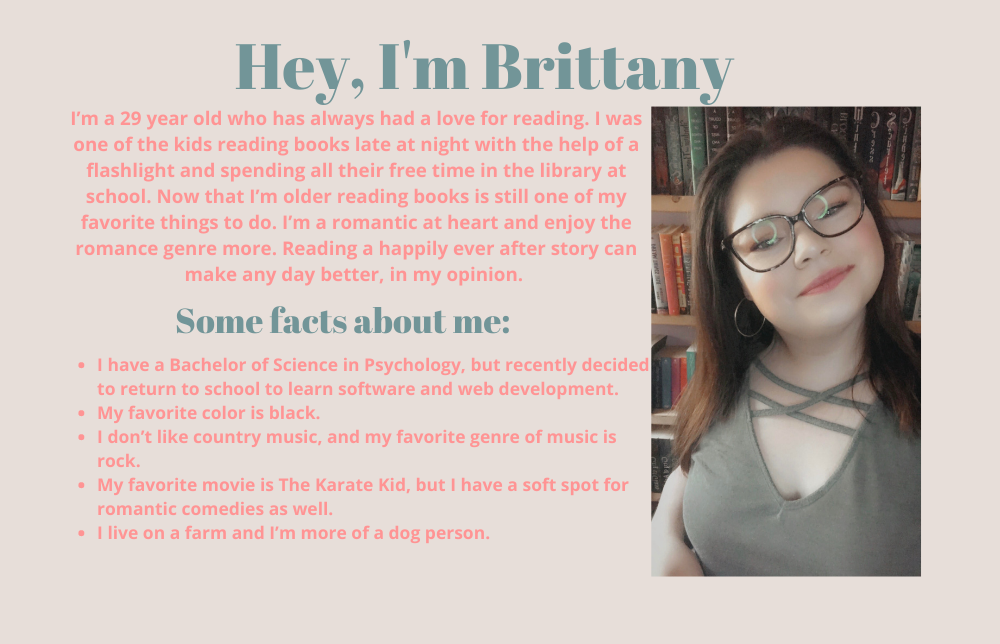 Hey, I'm Brittany
I’m a 29 year old who has always had a love for reading. I was
one of the kids reading books late at night with the help of a
flashlight and spending all their free time in the library at
school. Now that I’m older reading books is still one of my
favorite things to do. I’m a romantic at heart and enjoy the
romance genre more. Reading a happily ever after story can
make any day better, in my opinion.
Some facts about me:
• I have a Bachelor of Science in Psychology, but recently decided
to return to school to learn software and web development.
• My favorite color is black.
• I don’t like country music, and my favorite genre of music is
rock.
• My favorite movie is The Karate Kid, but I have a soft spot for
romantic comedies as well.
• I live on a farm and I’m more of a dog person.